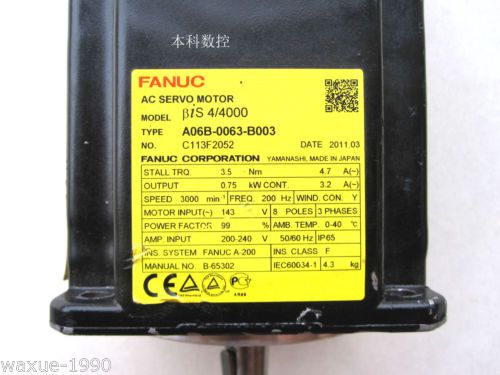 本科数控
FANUC
AC SERVO MOTOR
MODEL βiS 4/4000
TYPE A06B-0063-B003
NO. C113F2052 DATE 2011.03
FANUC CORPORATION YAMANASHI, MADE IN JAPAN
STALL TRQ. 3.5 Nm 4.7 A(~)
OUTPUT 0.75 kW CONT. 3.2 A(~)
SPEED 3000 min⁻¹ FREQ. 200 Hz WIND. CON. Y
MOTOR INPUT(~) 143 V 8 POLES 3 PHASES
POWER FACTOR 99 % AMB. TEMP. 0-40 ℃
AMP. INPUT 200-240 V 50/60 Hz IP65
INS. SYSTEM FANUC A-200 INS. CLASS F
MANUAL NO. B-65302 IEC60034-1 4.3 kg
CE
waxue-1990